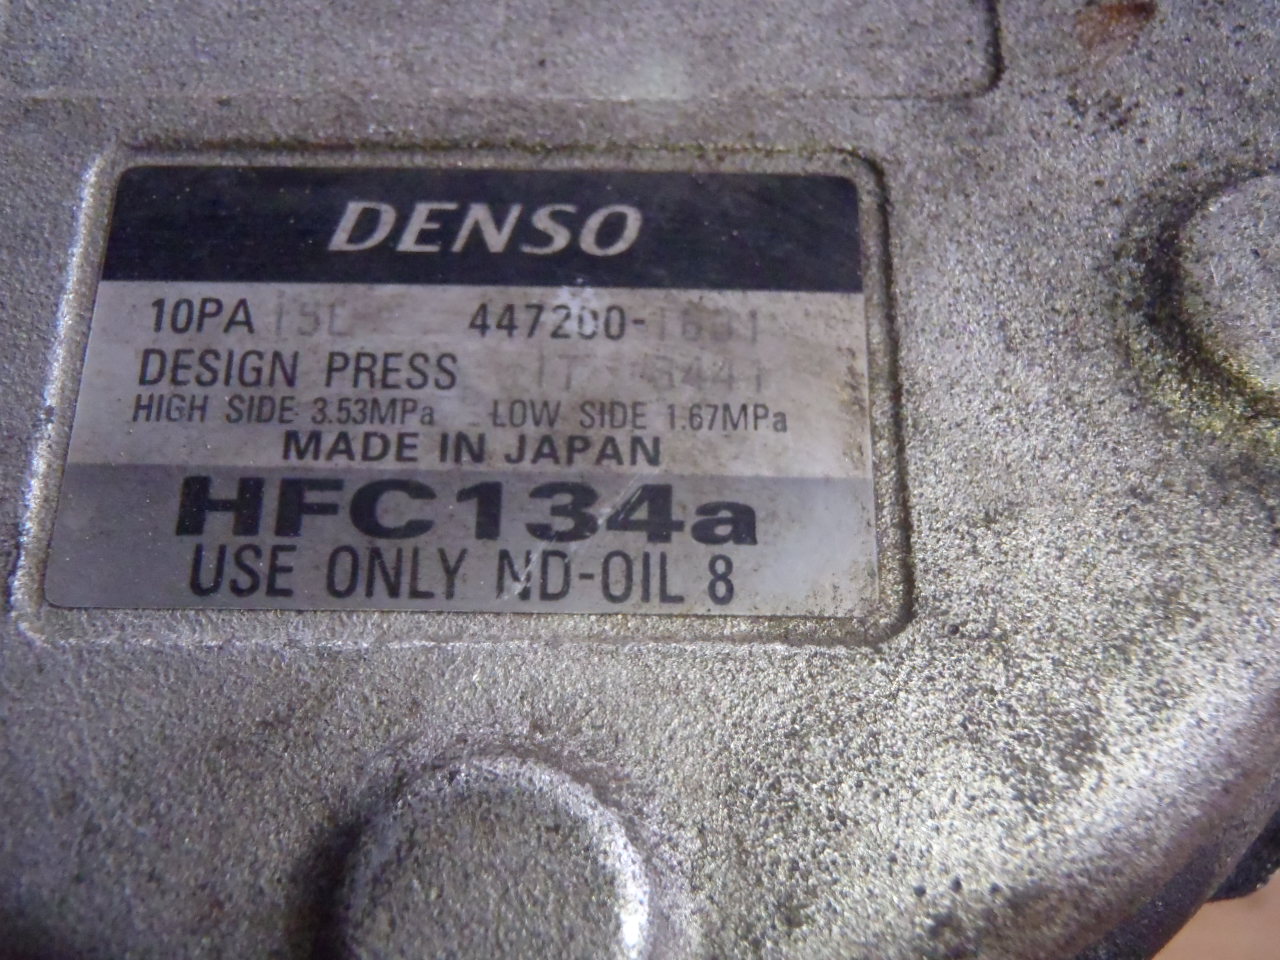 DENSO
10PA 447200-
DESIGN PRESS
HIGH SIDE 3.53MPa LOW SIDE 1.67MPa
MADE IN JAPAN
HFC134a
USE ONLY ND-OIL 8